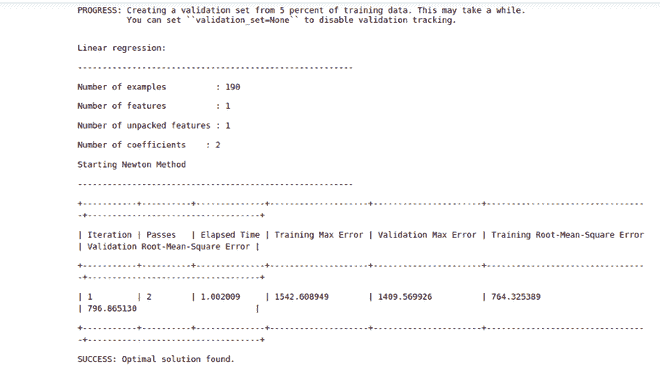 PROGRESS: Creating a validation set from 5 percent of training data. This may take a while.
          You can set ``validation_set=None`` to disable validation tracking.
Linear regression:
--------------------------------------------------------
Number of examples          : 190
Number of features          : 1
Number of unpacked features : 1
Number of coefficients    : 2
Starting Newton Method
--------------------------------------------------------
+-----------+----------+--------------+--------------------+----------------------+---------------------------------
-+-----------------------------------+
| Iteration | Passes   | Elapsed Time | Training Max Error | Validation Max Error | Training Root-Mean-Square Error
| Validation Root-Mean-Square Error |
+-----------+----------+--------------+--------------------+----------------------+---------------------------------
-+-----------------------------------+
| 1         | 2        | 1.002009     | 1542.608949        | 1409.569926          | 764.325389
| 796.865130                        |
+-----------+----------+--------------+--------------------+----------------------+---------------------------------
-+-----------------------------------+
SUCCESS: Optimal solution found.